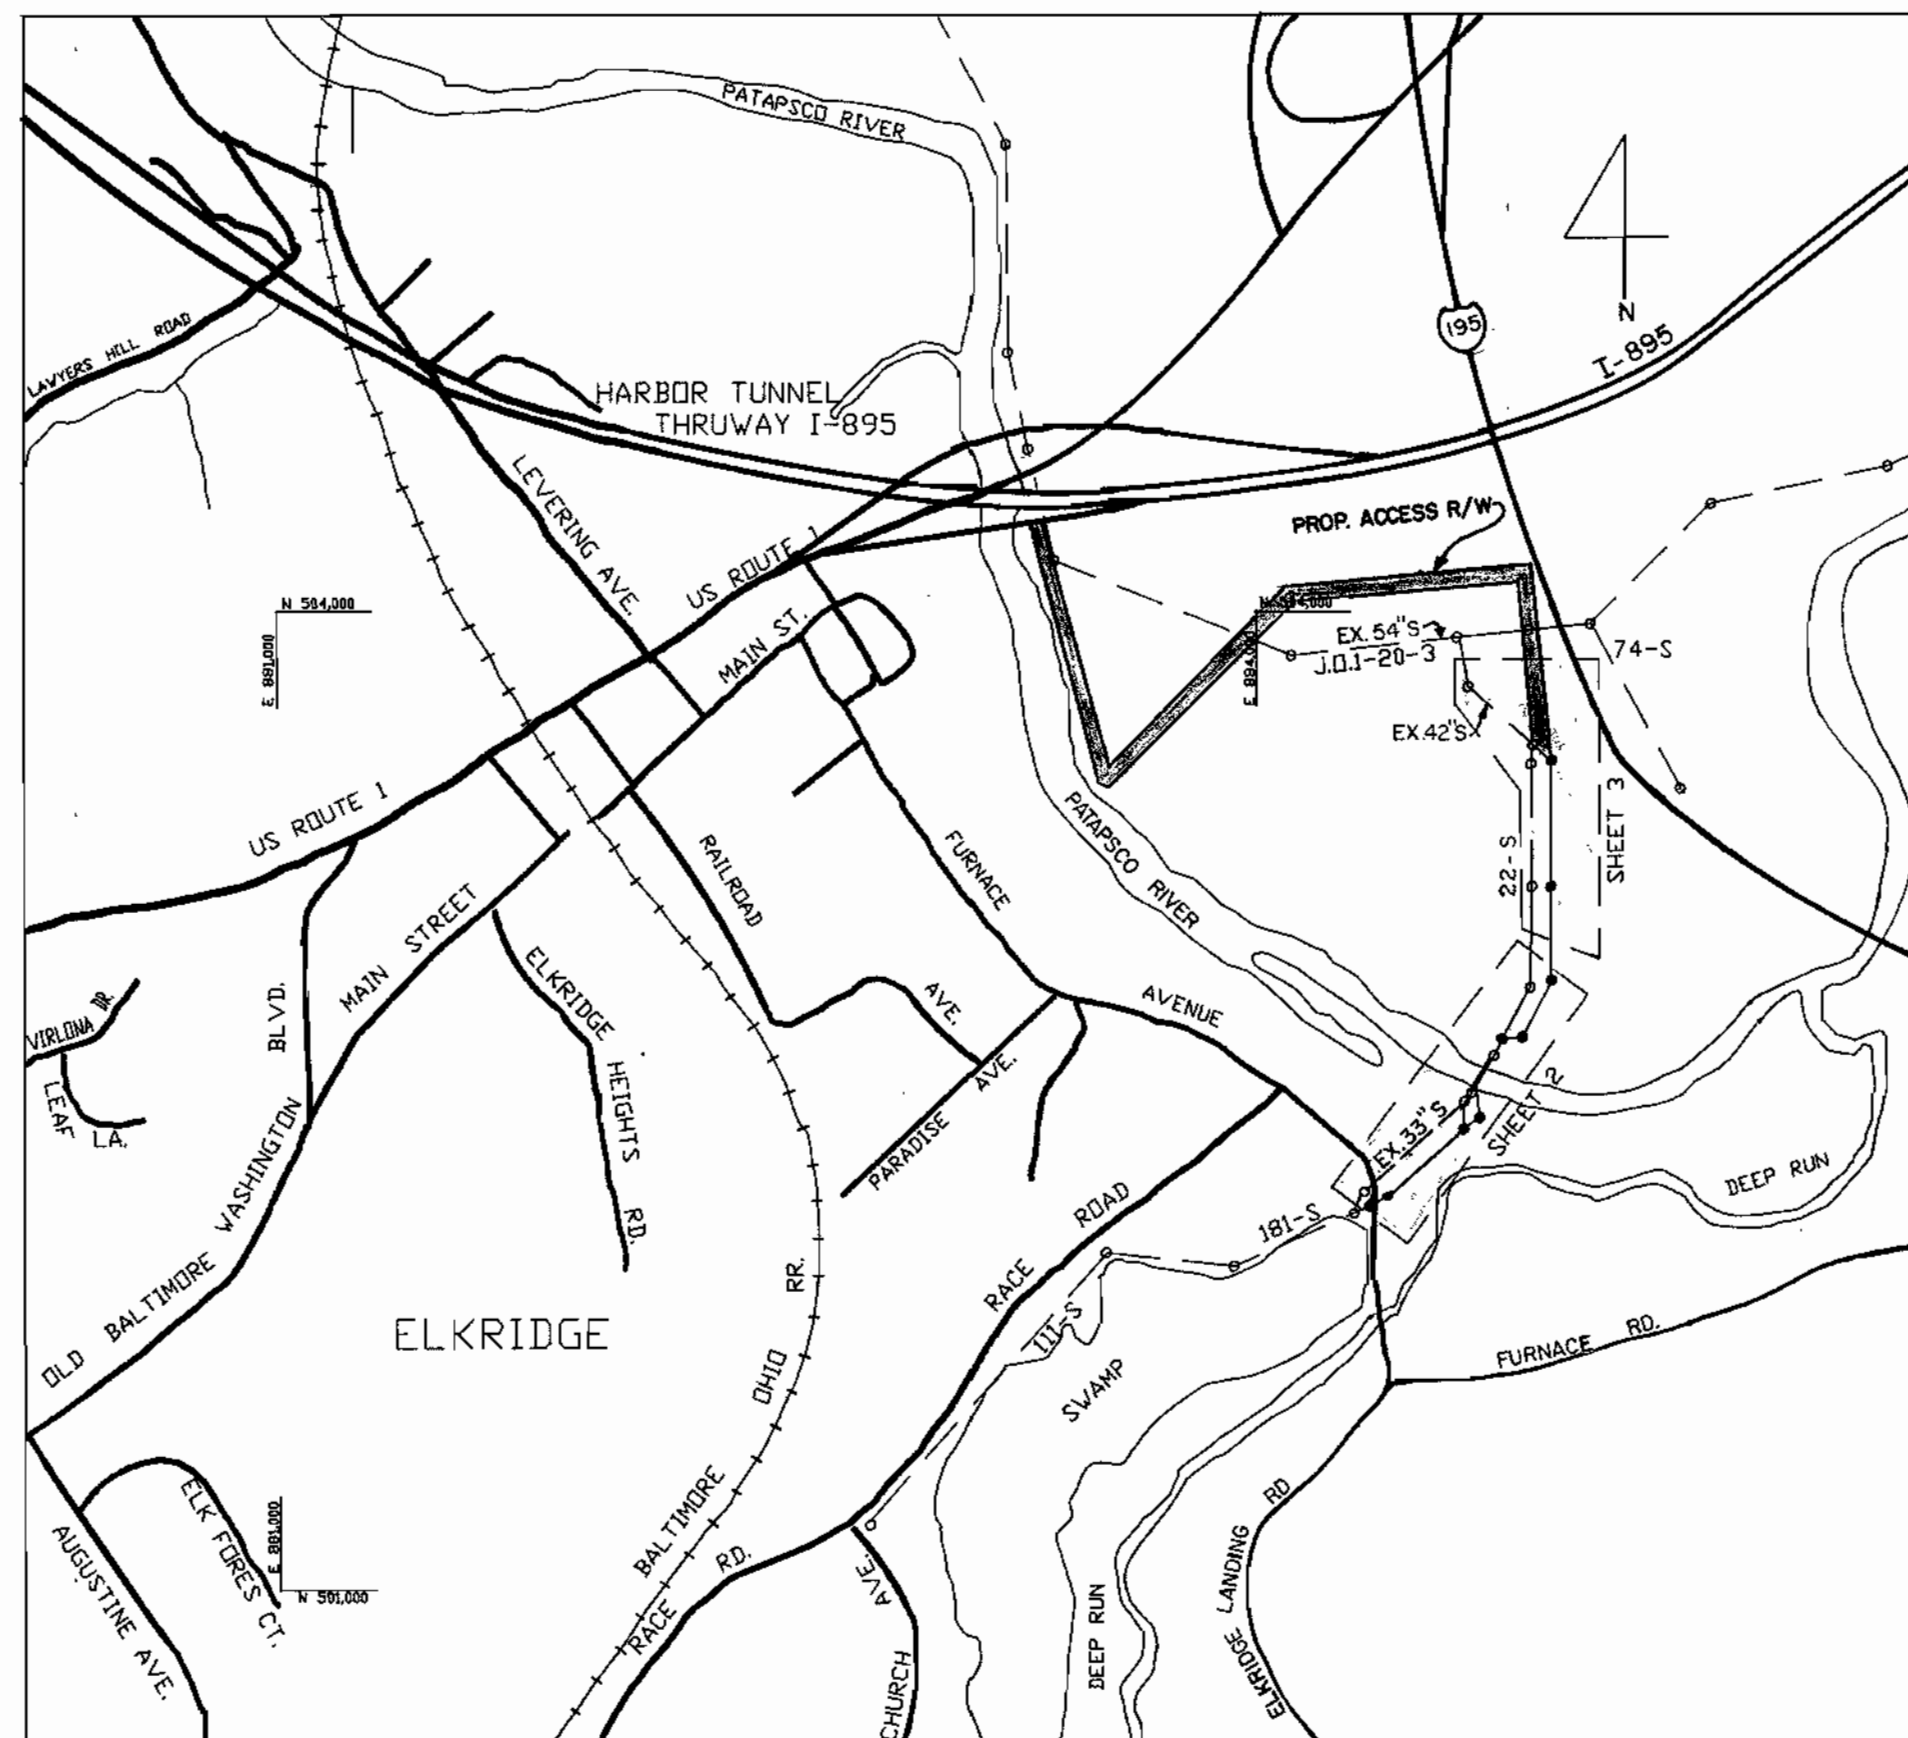 PATAPSCO RIVER
195
N
I-895
LAWYERS HILL ROAD
HARBOR TUNNEL
THRUWAY I-895
LEVERING AVE.
US ROUTE 1
PROP. ACCESS R/W
N 504,000
E 881,000
MAIN ST.
E 884,000
EX. 54"S
J.O.1-20-3
74-S
EX.42"S
US ROUTE 1
SHEET 3
22-S
PATAPSCO RIVER
RAILROAD AVE.
FURNACE AVENUE
MAIN STREET
ELKRIDGE HEIGHTS RD.
VIRLONA DR.
LEAF LA.
OLD BALTIMORE WASHINGTON BLVD.
PARADISE AVE.
EX.33"S
SHEET 2
DEEP RUN
181-S
RACE ROAD
111-S
ELKRIDGE
SWAMP
FURNACE RD.
BALTIMORE OHIO RR.
ELK FORES CT.
E 881,000
N 501,000
AUGUSTINE AVE.
RACE RD.
CHURCH AVE.
DEEP RUN
ELKRIDGE LANDING RD